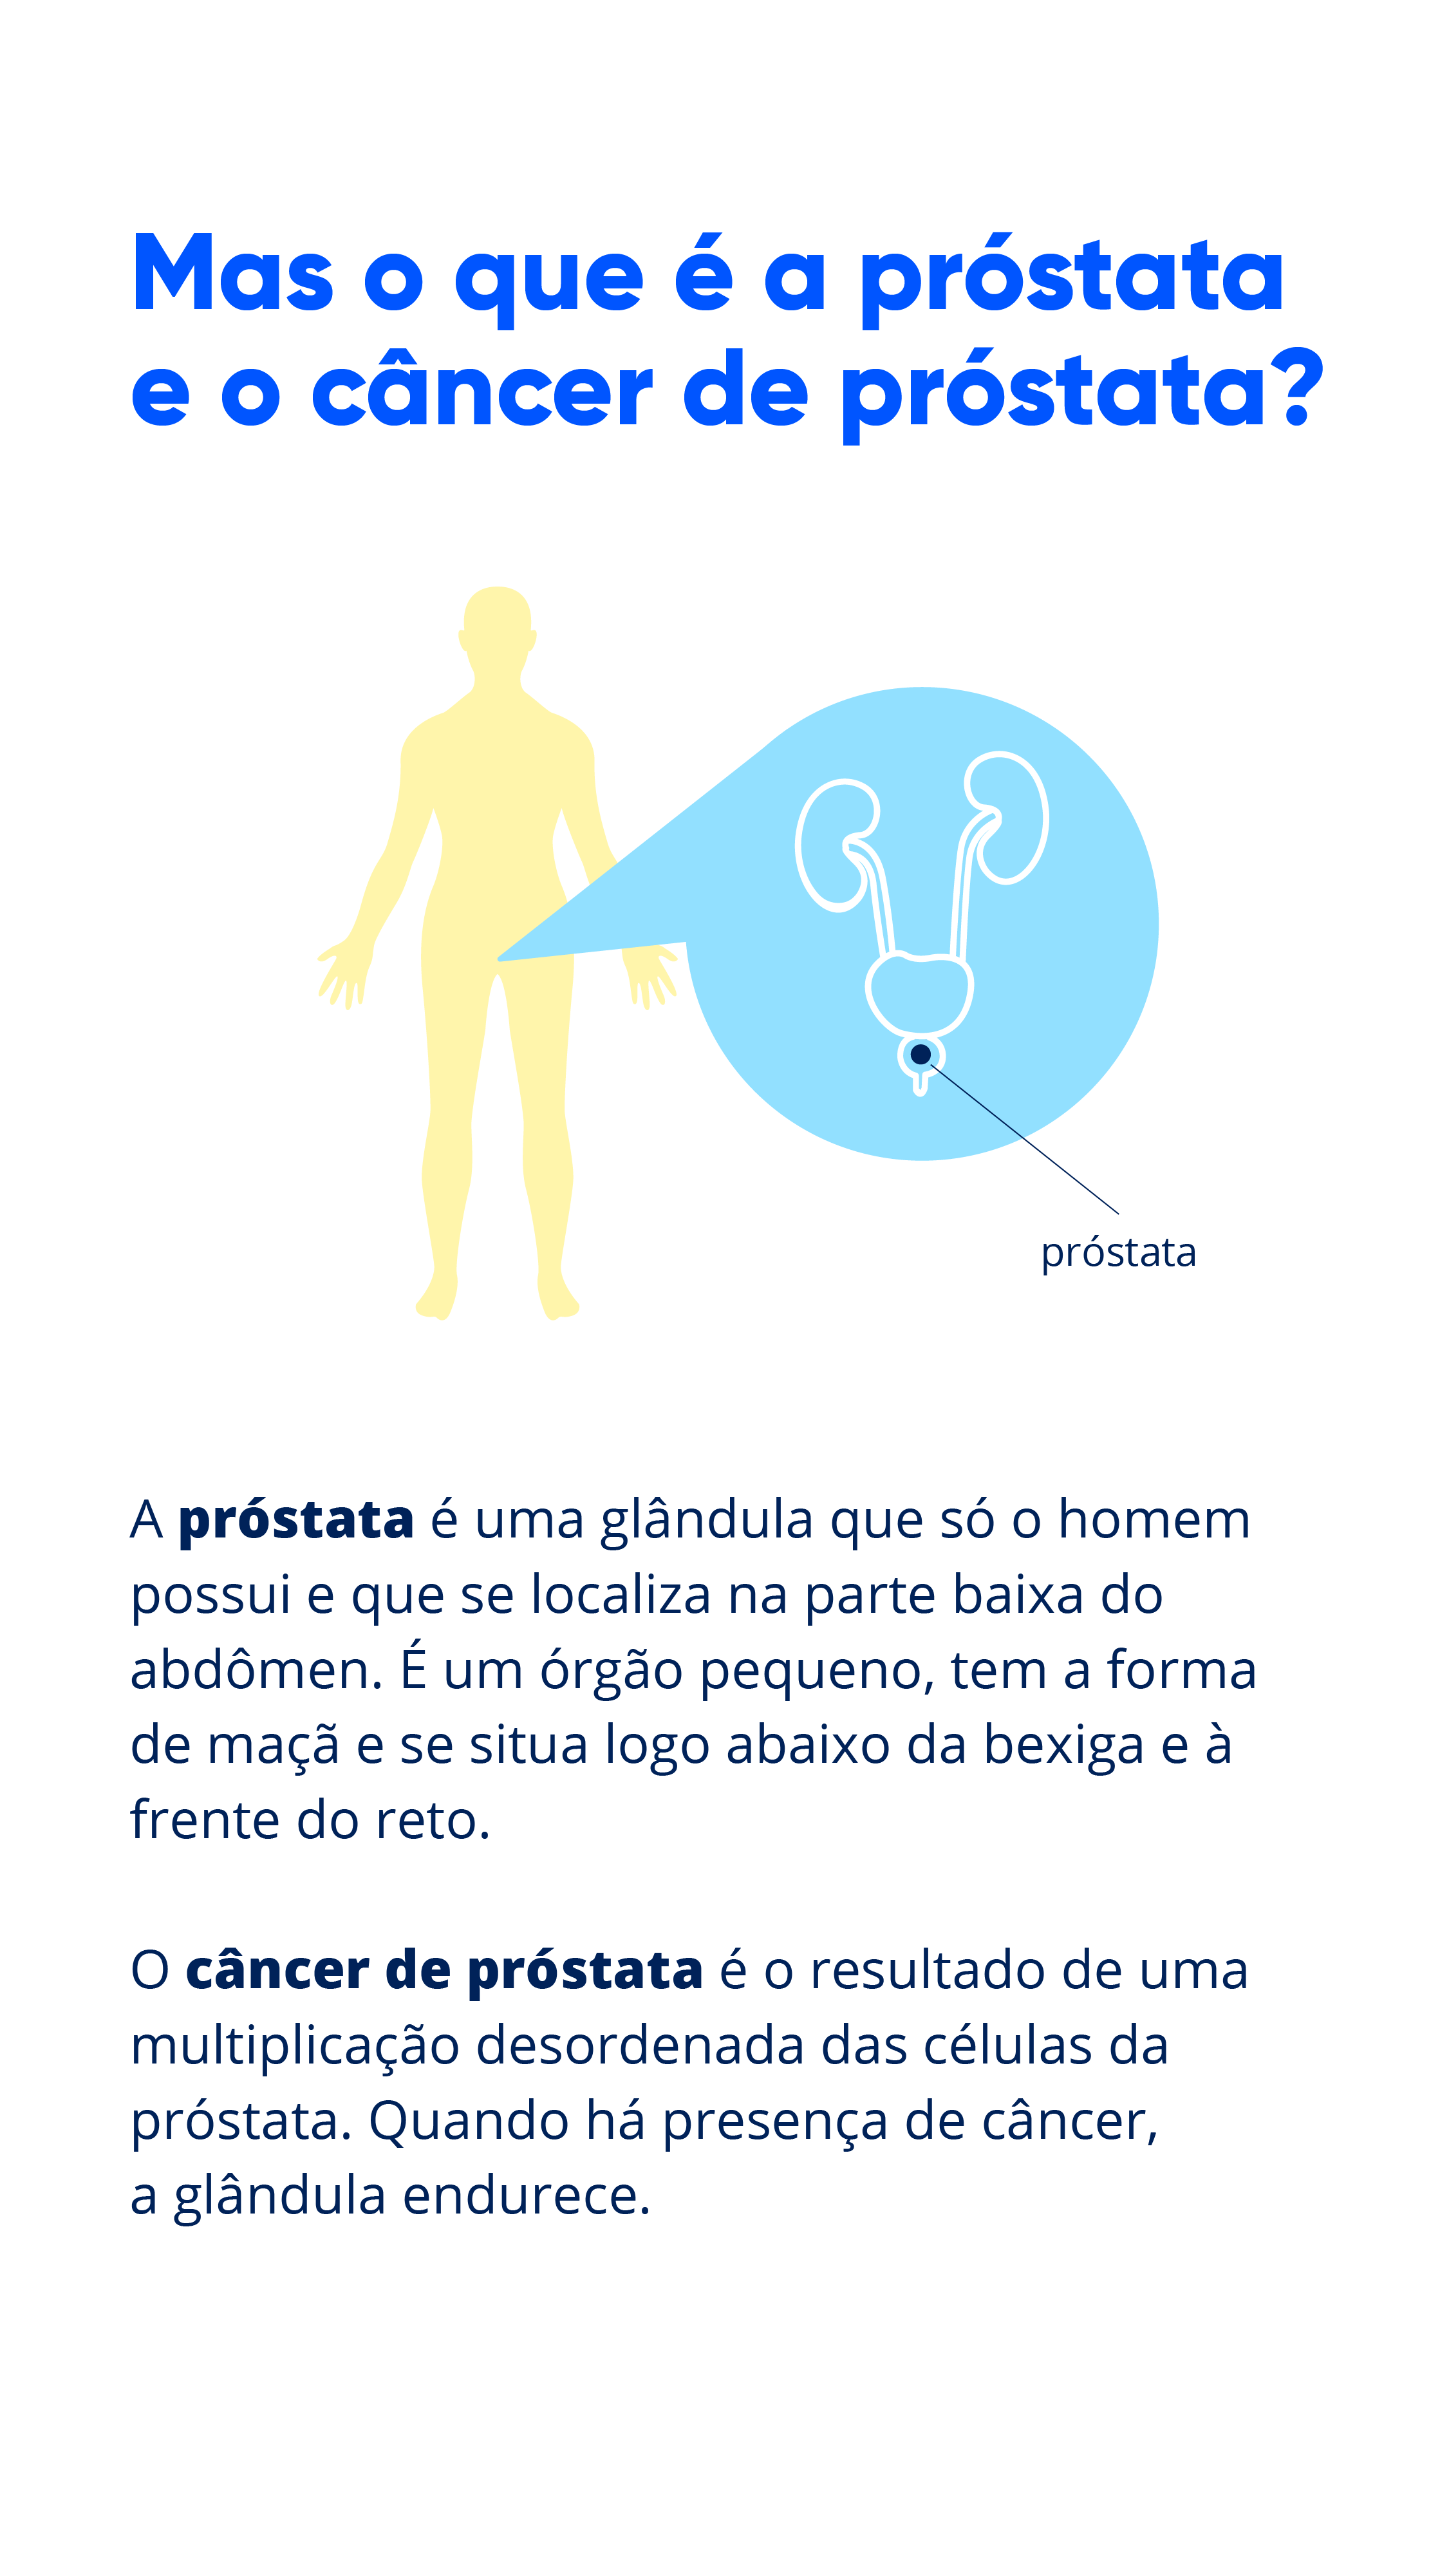 Mas o que é a próstata
e o câncer de próstata?
próstata
A próstata é uma glândula que só o homem
possui e que se localiza na parte baixa do
abdômen. É um órgão pequeno, tem a forma
de maçã e se situa logo abaixo da bexiga e à
frente do reto.
O câncer de próstata é o resultado de uma
multiplicação desordenada das células da
próstata. Quando há presença de câncer,
a glândula endurece.